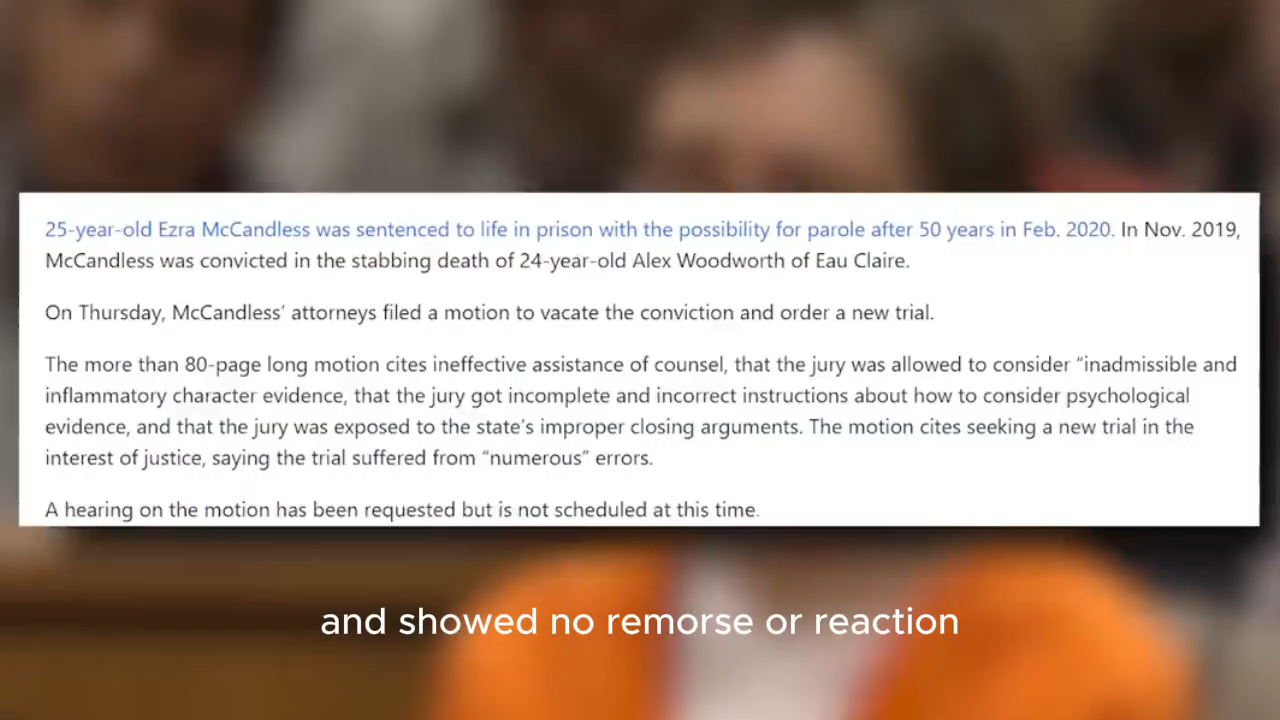 25-year-old Ezra McCandless was sentenced to life in prison with the possibility for parole after 50 years in Feb. 2020. In Nov. 2019,
McCandless was convicted in the stabbing death of 24-year-old Alex Woodworth of Eau Claire.
On Thursday, McCandless’ attorneys filed a motion to vacate the conviction and order a new trial.
The more than 80-page long motion cites ineffective assistance of counsel, that the jury was allowed to consider “inadmissible and
inflammatory character evidence, that the jury got incomplete and incorrect instructions about how to consider psychological
evidence, and that the jury was exposed to the state’s improper closing arguments. The motion cites seeking a new trial in the
interest of justice, saying the trial suffered from “numerous” errors.
A hearing on the motion has been requested but is not scheduled at this time.
and showed no remorse or reaction